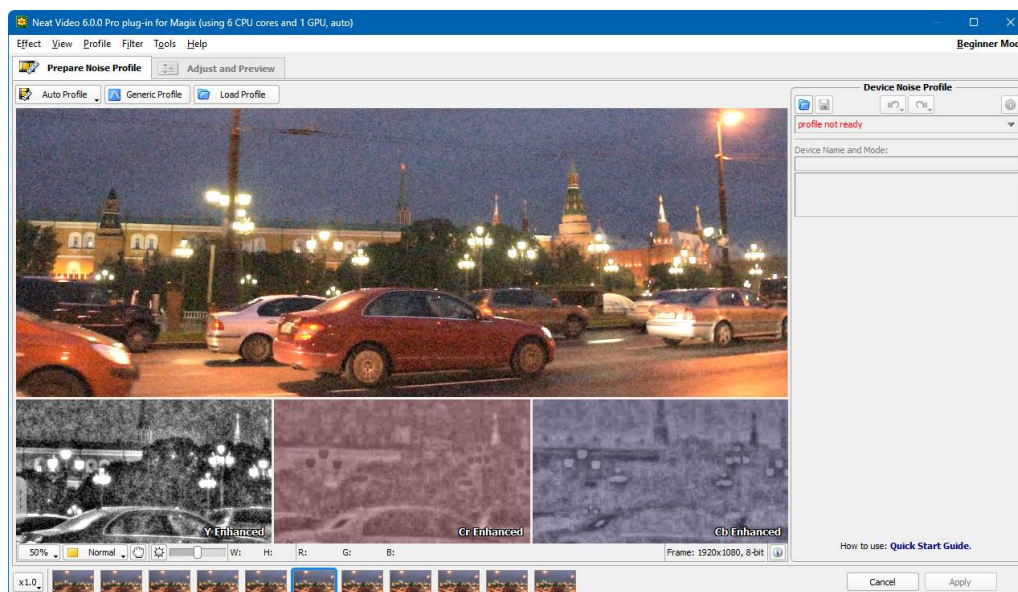 Neat Video 6.0.0 Pro plug-in for Magix (using 6 CPU cores and 1 GPU, auto)
Effect View Profile Filter Tools Help Beginner Mod
Prepare Noise Profile Adjust and Preview
Auto Profile Generic Profile Load Profile
Device Noise Profile
profile not ready
Device Name and Mode:
Y Enhanced Cr Enhanced Cb Enhanced
50% Normal W: H: R: G: B: Frame: 1920x1080, 8-bit
How to use: Quick Start Guide.
x1.0 Cancel Apply